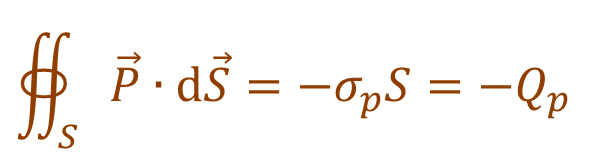 ∯_S P⃗ · dS⃗ = −σ_p S = −Q_p